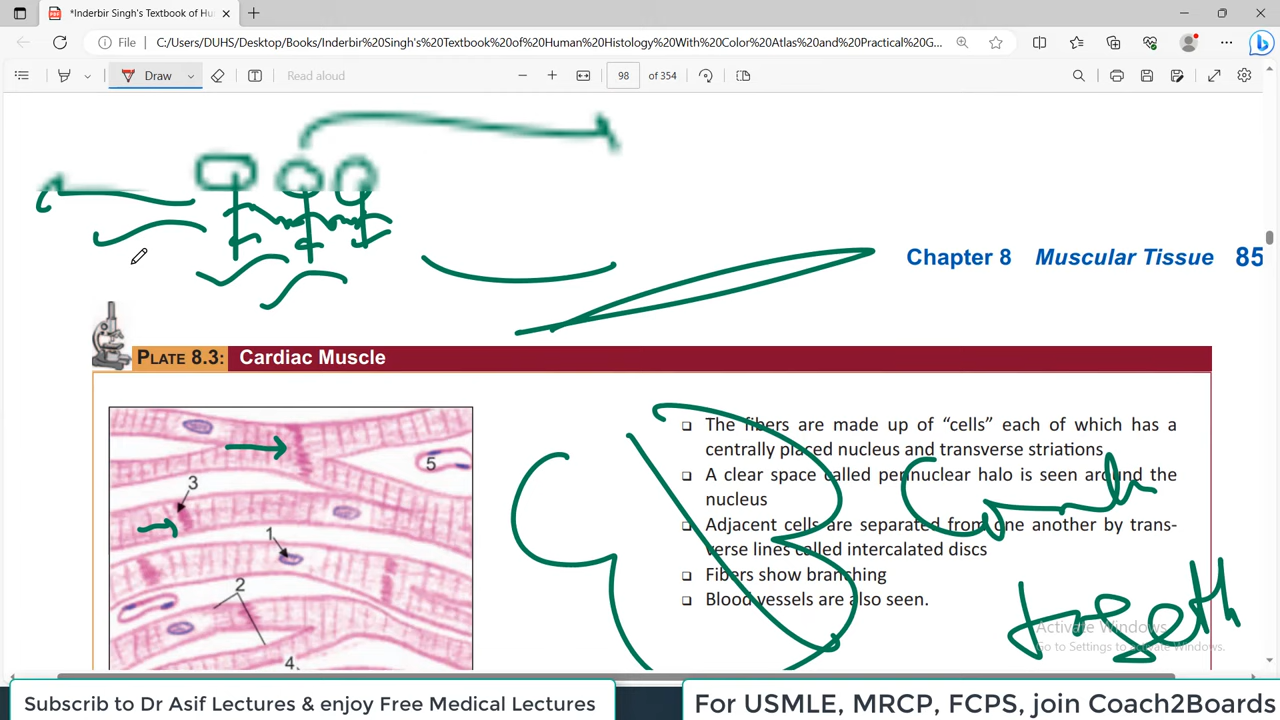 *Inderbir Singh's Textbook of Hu
File
C:/Users/DUHS/Desktop/Books/Inderbir%20Singh's%20Textbook%20of%20Human%20Histology%20With%20Color%20Atlas%20and%20Practical%20G...
Draw
Read aloud
98 of 354
Chapter 8 Muscular Tissue 85
PLATE 8.3: Cardiac Muscle
5
3
1
2
4
❑ The fibers are made up of “cells” each of which has a
centrally placed nucleus and transverse striations
❑ A clear space called perinuclear halo is seen around the
nucleus
❑ Adjacent cells are separated from one another by trans-
verse lines called intercalated discs
❑ Fibers show branching
❑ Blood vessels are also seen.
Activate Windows
Go to Settings to activate Windows.
Subscrib to Dr Asif Lectures & enjoy Free Medical Lectures
For USMLE, MRCP, FCPS, join Coach2Boards